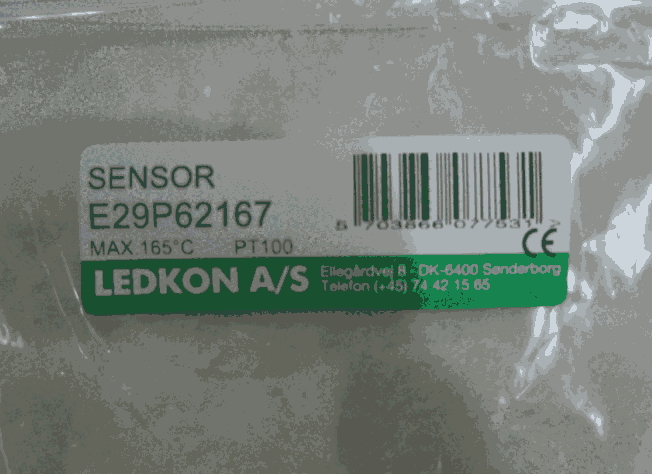 SENSOR
E29P62167
MAX 165°C PT100
5 703866 077531 >
CE
LEDKON A/S
Ellegårdvej 8 - DK-6400 Sønderborg
Telefon (+45) 74 42 15 65